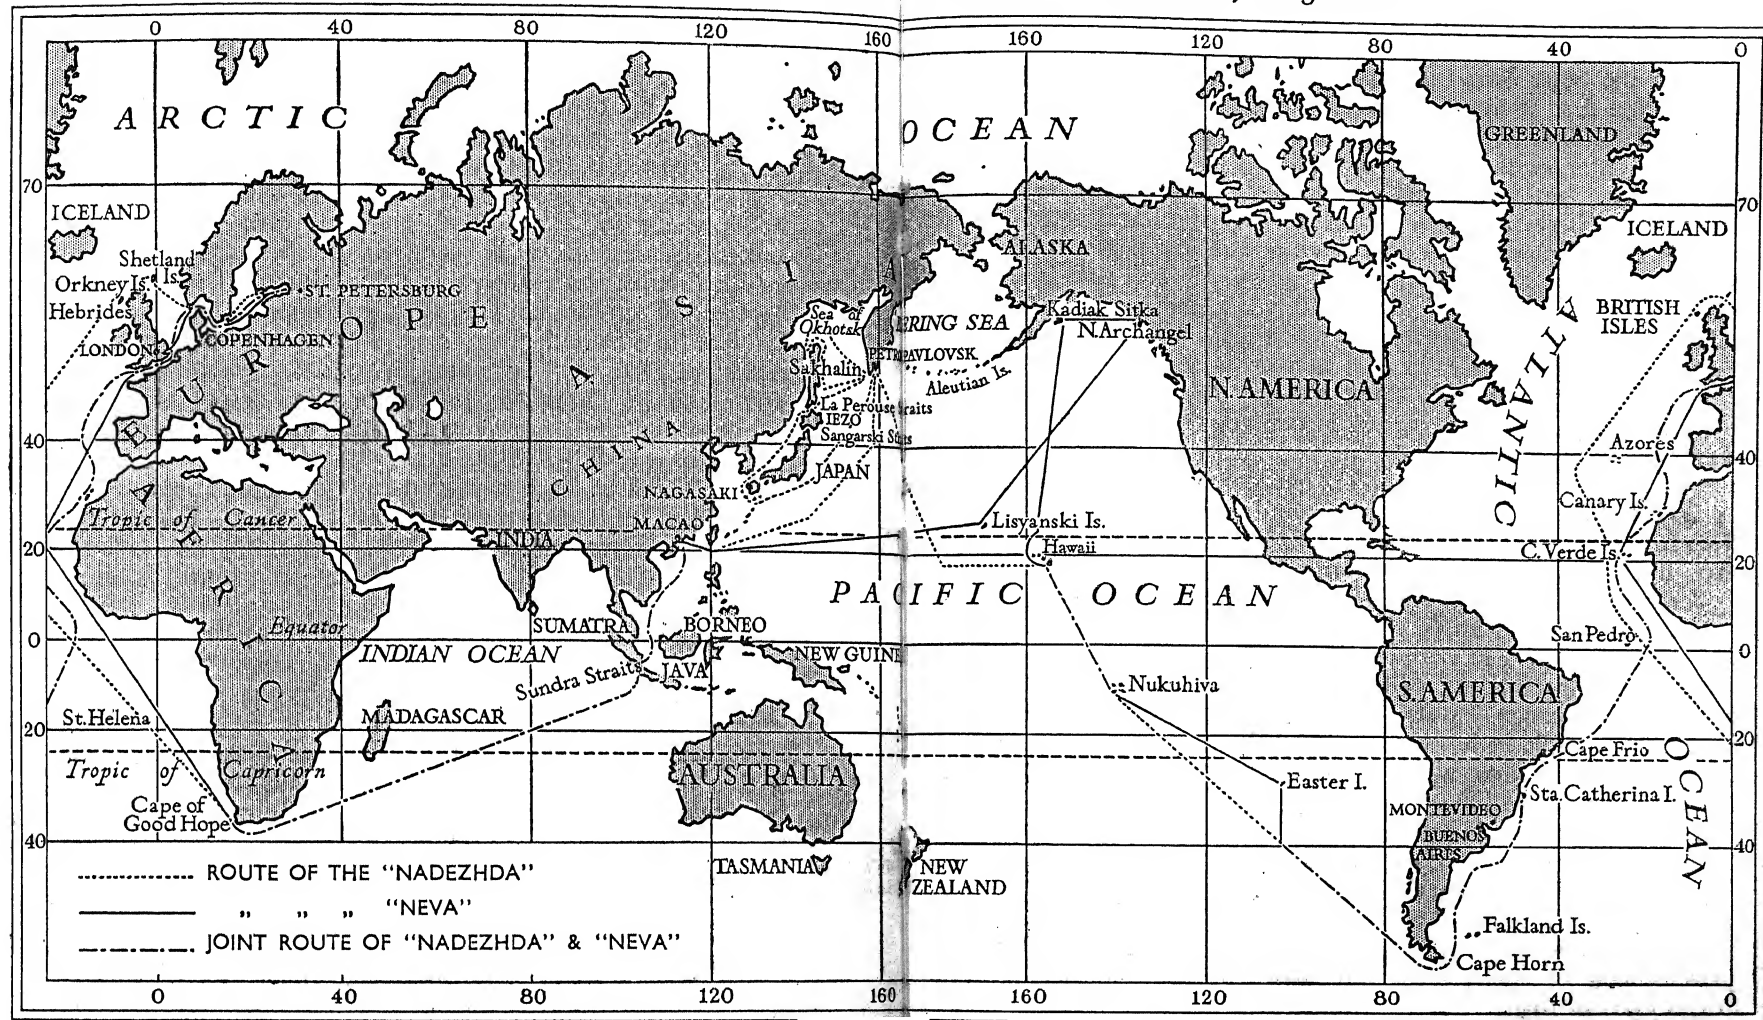 0 40 80 120 160 160 120 80 40 0
ARCTIC OCEAN
GREENLAND
70 70
ICELAND
ICELAND
ALASKA
Shetland
Is.
Orkney Is.
Hebrides
ST. PETERSBURG
COPENHAGEN
LONDON
EUROPE
ASIA
Sea of
Okhotsk
ERING SEA
Kadiak Sitka
N.Archangel
BRITISH
ISLES
PETR PAVLOVSK
Sakhalin
Aleutian Is.
N.AMERICA
ATLANTIC
La Perouse raits
IEZO
Sangarski
40 40
CHINA
JAPAN
Azores
NAGASAKI
Canary Is.
Tropic of Cancer
MACAO
Lisyanski Is.
INDIA
Hawaii
C.Verde Is.
20 20
AFRICA
PACIFIC OCEAN
SUMATRA
BORNEO
Equator
San Pedro
0 0
INDIAN OCEAN
NEW GUIN
Sundra Straits
JAVA
Nukuhiva
S.AMERICA
St.Helena
MADAGASCAR
20 20
Cape Frio
OCEAN
Tropic of Capricorn
AUSTRALIA
Easter I.
Sta.Catherina I.
Cape of
Good Hope
MONTEVIDEO
BUENOS
AIRES
40 40
TASMANIA
NEW
ZEALAND
Falkland Is.
Cape Horn
ROUTE OF THE "NADEZHDA"
" " " "NEVA"
JOINT ROUTE OF "NADEZHDA" & "NEVA"
0 40 80 120 160 160 120 80 40 0